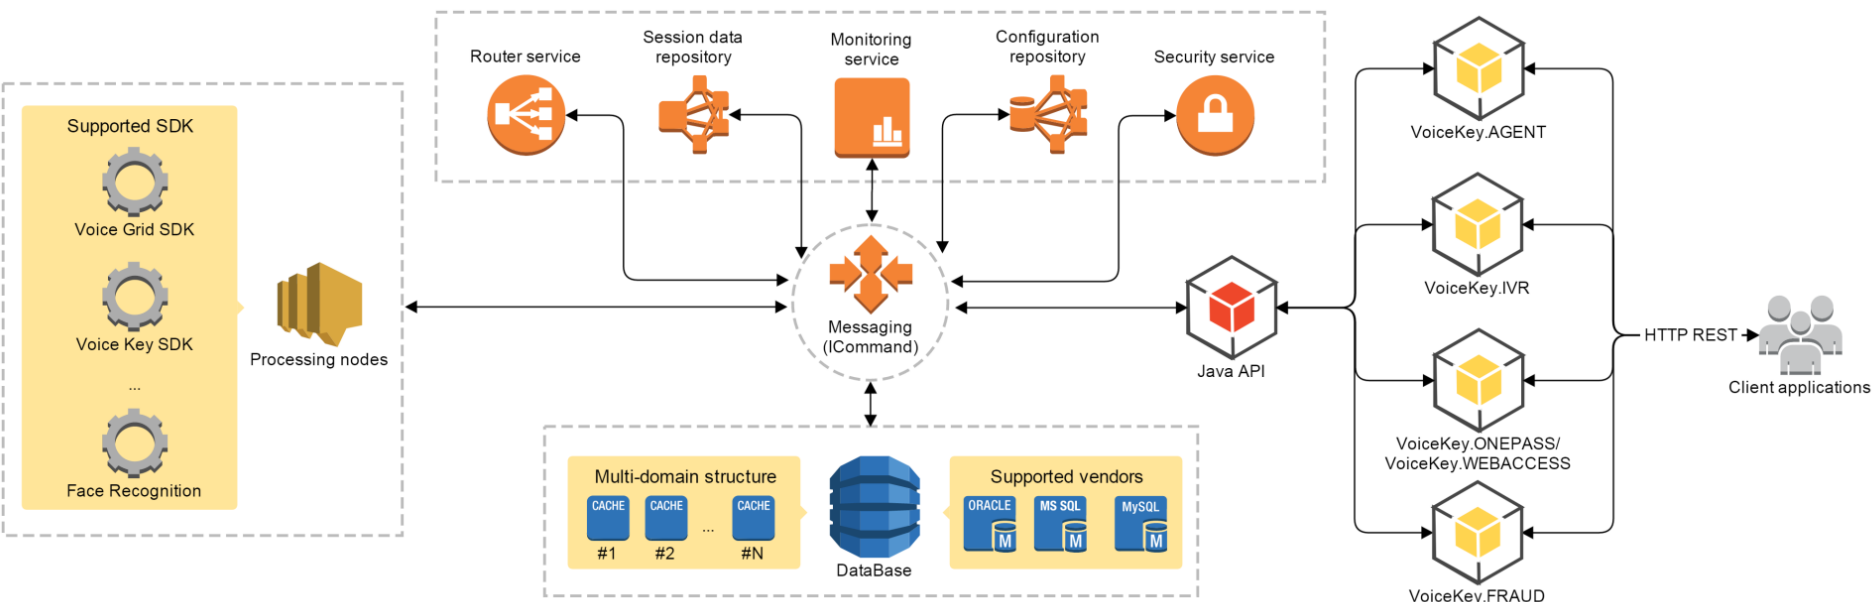 Supported SDK
Voice Grid SDK
Voice Key SDK
...
Face Recognition
Processing nodes
Router service
Session data
repository
Monitoring
service
Configuration
repository
Security service
Messaging
(ICommand)
Multi-domain structure
CACHE CACHE ... CACHE
#1 #2 #N
DataBase
Supported vendors
ORACLE MS SQL MySQL
M M M
Java API
VoiceKey.AGENT
VoiceKey.IVR
VoiceKey.ONEPASS/
VoiceKey.WEBACCESS
VoiceKey.FRAUD
HTTP REST
Client applications